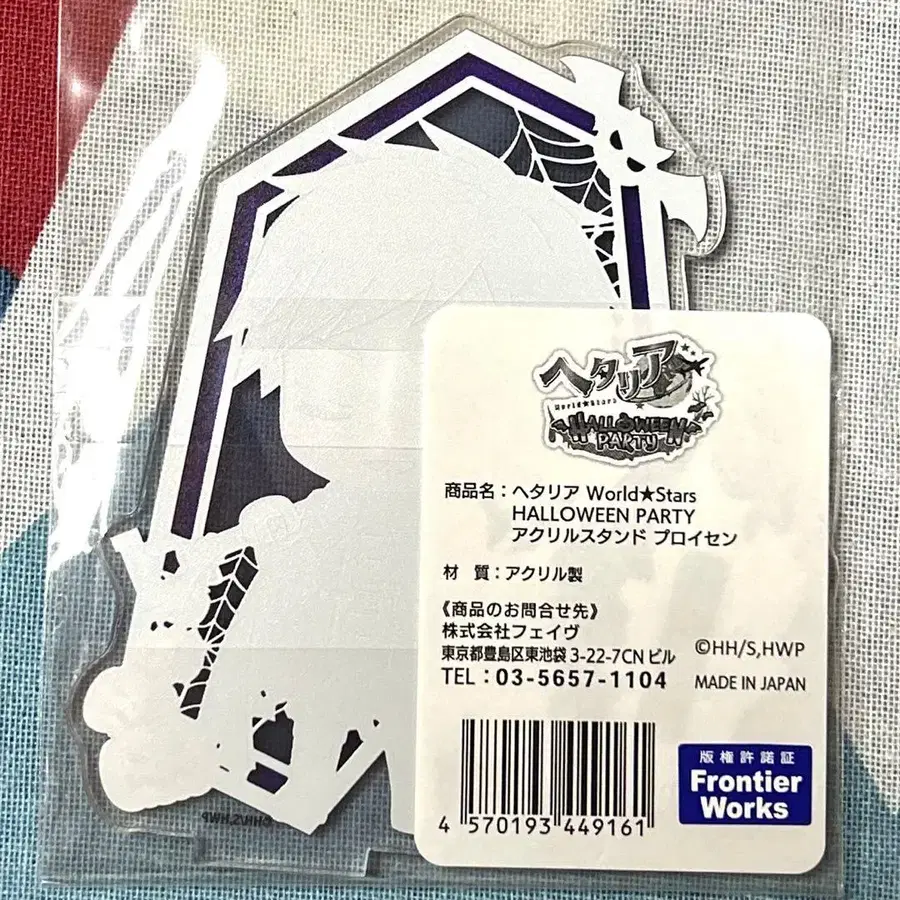 ヘタリア
World★Stars
HALLOWEEN
PARTY
商品名：ヘタリア World★Stars
HALLOWEEN PARTY
アクリルスタンド プロイセン
材 質：アクリル製
《商品のお問合せ先》
株式会社フェイヴ
東京都豊島区東池袋 3-22-7CN ビル
TEL：03-5657-1104
©HH/S,HWP
MADE IN JAPAN
4 570193 449161
版権許諾証
Frontier
Works
©HH/S,HWP